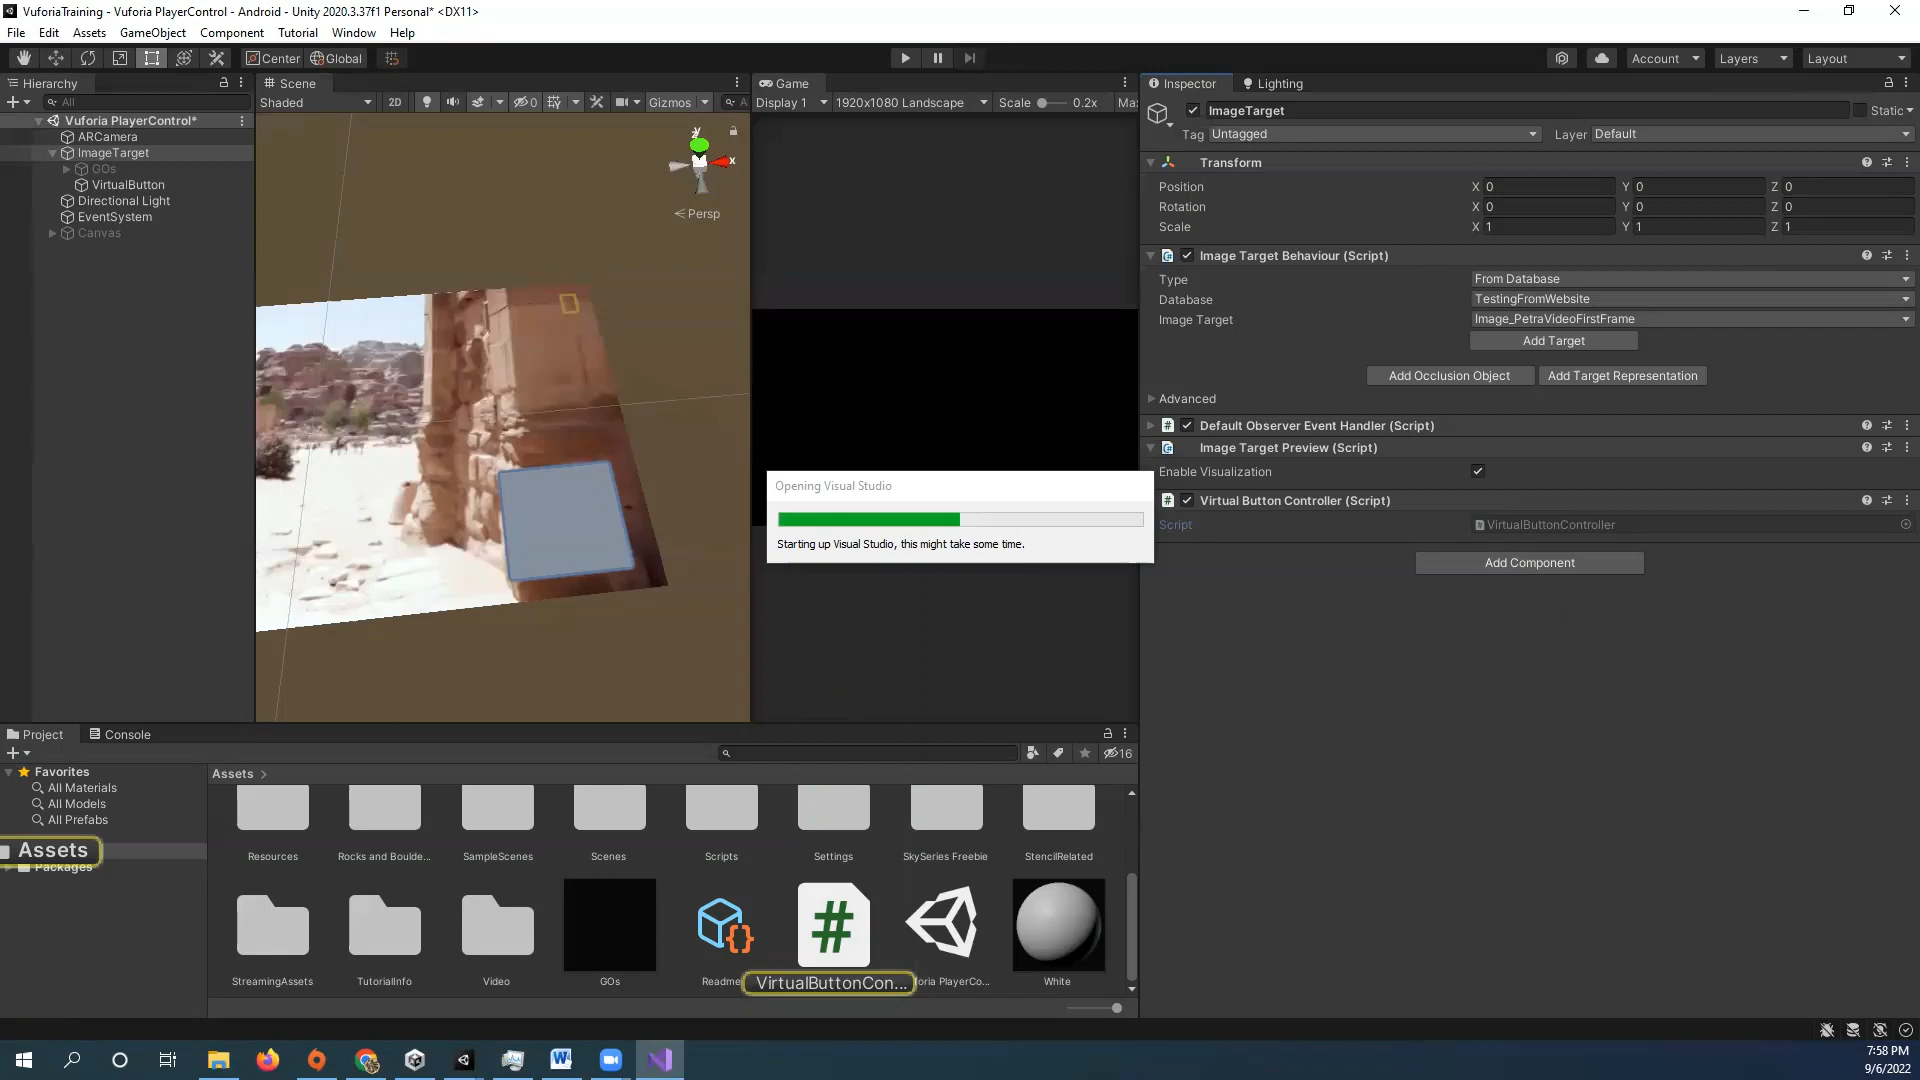 VuforiaTraining - Vuforia PlayerControl - Android - Unity 2020.3.37f1 Personal* <DX11>
File Edit Assets GameObject Component Tutorial Window Help
Center Global Account Layers Layout
Hierarchy
All
Vuforia PlayerControl*
ARCamera
ImageTarget
GOs
VirtualButton
Directional Light
EventSystem
Canvas
Scene
Shaded 2D 0 Gizmos A
y
x
Persp
Game
Display 1 1920x1080 Landscape Scale 0.2x Ma
Inspector Lighting
ImageTarget Static
Tag Untagged Layer Default
Transform
Position X 0 Y 0 Z 0
Rotation X 0 Y 0 Z 0
Scale X 1 Y 1 Z 1
Image Target Behaviour (Script)
Type From Database
Database TestingFromWebsite
Image Target Image_PetraVideoFirstFrame
Add Target
Add Occlusion Object Add Target Representation
Advanced
Default Observer Event Handler (Script)
Image Target Preview (Script)
Enable Visualization
Virtual Button Controller (Script)
Script VirtualButtonController
Add Component
Opening Visual Studio
Starting up Visual Studio, this might take some time.
Project Console
16
Favorites
All Materials
All Models
All Prefabs
Assets
Packages
Assets >
Resources Rocks and Boulde... SampleScenes Scenes Scripts Settings SkySeries Freebie StencilRelated
StreamingAssets TutorialInfo Video GOs Readme VirtualButtonCon... foria PlayerCo... White
7:58 PM
9/6/2022